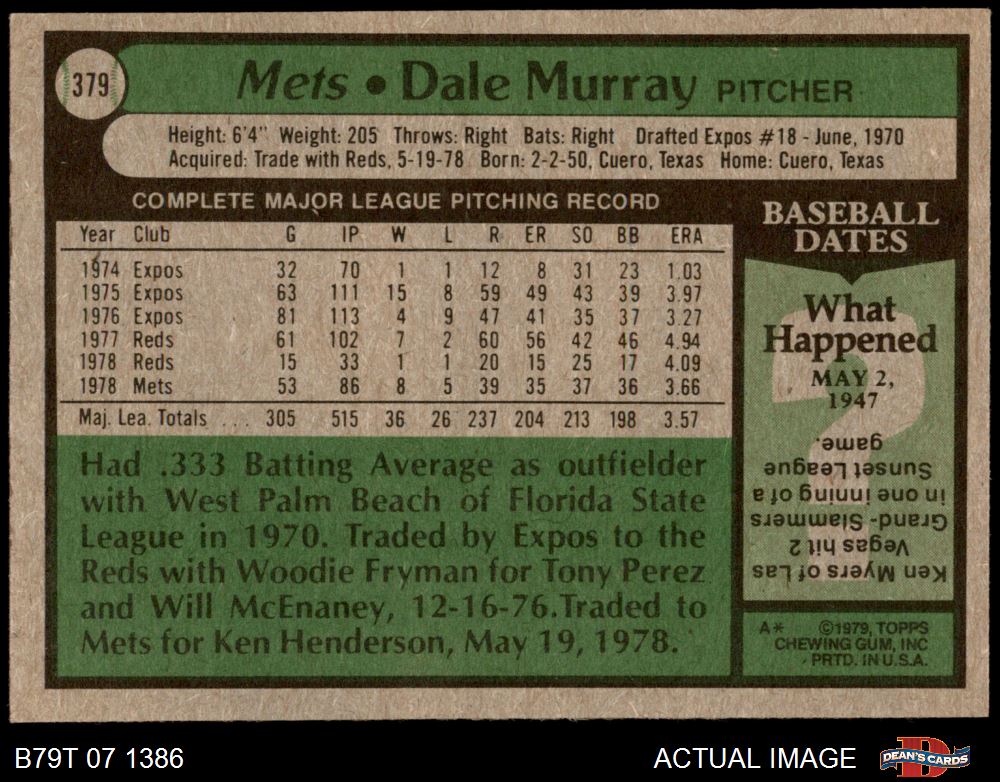 379
Mets • Dale Murray PITCHER
Height: 6'4" Weight: 205 Throws: Right Bats: Right Drafted Expos #18 - June, 1970
Acquired: Trade with Reds, 5-19-78 Born: 2-2-50, Cuero, Texas Home: Cuero, Texas
COMPLETE MAJOR LEAGUE PITCHING RECORD
Year Club G IP W L R ER SO BB ERA
1974 Expos 32 70 1 1 12 8 31 23 1.03
1975 Expos 63 111 15 8 59 49 43 39 3.97
1976 Expos 81 113 4 9 47 41 35 37 3.27
1977 Reds 61 102 7 2 60 56 42 46 4.94
1978 Reds 15 33 1 1 20 15 25 17 4.09
1978 Mets 53 86 8 5 39 35 37 36 3.66
Maj. Lea. Totals ... 305 515 36 26 237 204 213 198 3.57
Had .333 Batting Average as outfielder
with West Palm Beach of Florida State
League in 1970. Traded by Expos to the
Reds with Woodie Fryman for Tony Perez
and Will McEnaney, 12-16-76.Traded to
Mets for Ken Henderson, May 19, 1978.
BASEBALL
DATES
What
Happened
MAY 2,
1947
Ken Myers of Las
Vegas hit 2
Grand-Slammers
in one inning of a
Sunset League
game.
A* ©1979, TOPPS
CHEWING GUM, INC
PRTD. IN U.S.A.
B79T 07 1386
ACTUAL IMAGE
DEAN'S CARDS